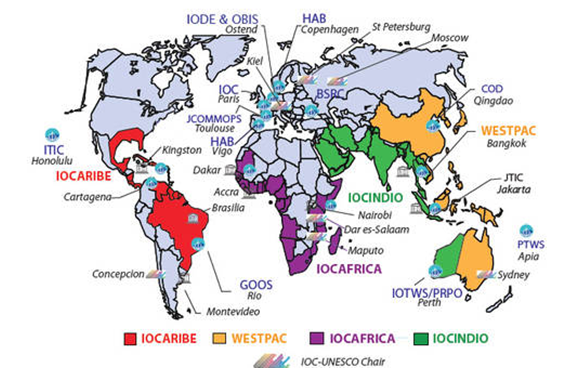 IODE & OBIS
Ostend
HAB
Copenhagen
St Petersburg
Moscow
Kiel
IOC
Paris
BSRC
COD
Qingdao
JCOMMOPS
Toulouse
HAB
Vigo
WESTPAC
Bangkok
ITIC
Honolulu
Kingston
IOCARIBE
Dakar
Cartagena
Accra
IOCINDIO
JTIC
Jakarta
Brasilia
Nairobi
Dar es-Salaam
Maputo
PTWS
Apia
IOCAFRICA
Concepcion
GOOS
Rio
Sydney
IOTWS/PRPO
Perth
Montevideo
IOCARIBE
WESTPAC
IOCAFRICA
IOCINDIO
IOC-UNESCO Chair